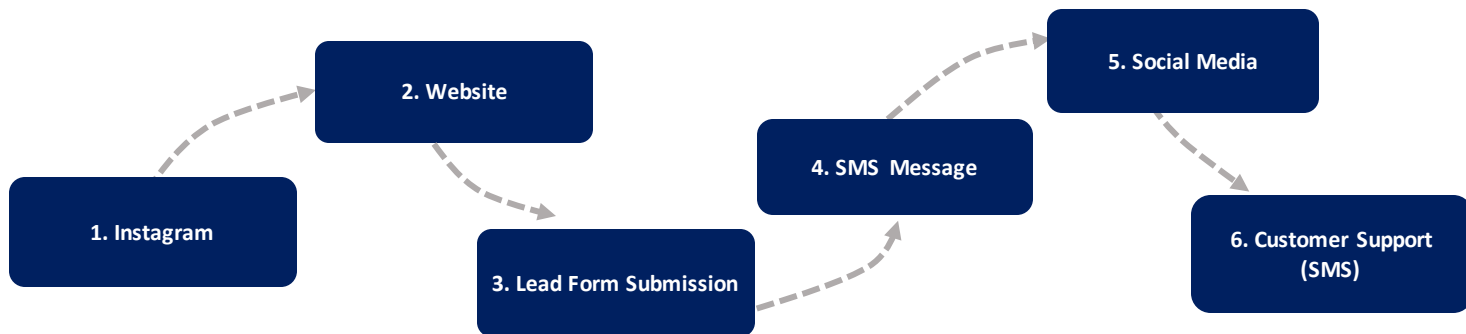 1. Instagram
2. Website
3. Lead Form Submission
4. SMS Message
5. Social Media
6. Customer Support
(SMS)